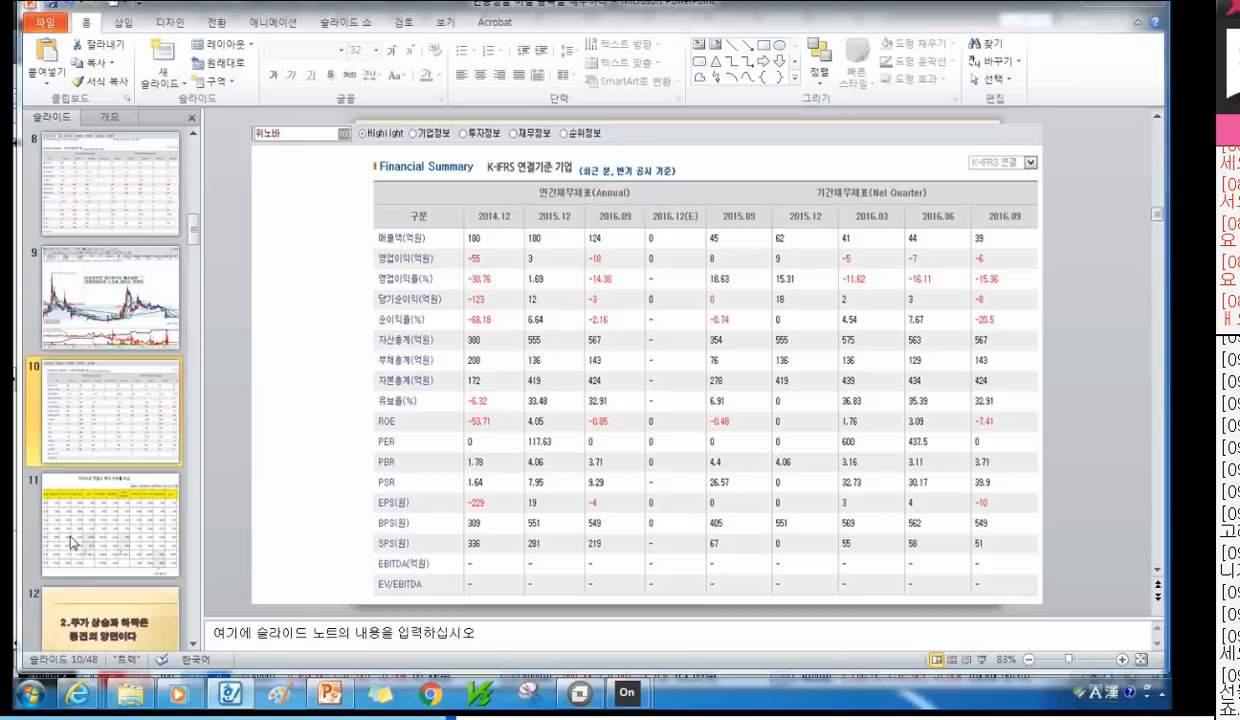 Microsoft PowerPoint
파일 홈 삽입 디자인 전환 애니메이션 슬라이드 쇼 검토 보기 Acrobat
잘라내기 레이아웃 32 텍스트 방향 도형 채우기 찾기
복사 원래대로 텍스트 맞춤 도형 윤곽선 바꾸기
붙여넣기 서식 복사 새 슬라이드 구역 가 가 가 SmartArt로 변환 정렬 빠른 스타일 도형 효과 선택
클립보드 슬라이드 글꼴 단락 그리기 편집
슬라이드 개요
위노바 Highlight 기업정보 투자정보 재무정보 순위정보
Financial Summary K-IFRS 연결기준 기업 (최근 분, 반기 공시 기준) K-IFRS 연결
연간재무제표(Annual) 기간재무제표(Net Quarter)
구분 2014.12 2015.12 2016.09 2016.12(E) 2015.09 2015.12 2016.03 2016.06 2016.09
매출액(억원) 180 180 124 0 45 62 41 44 39
영업이익(억원) -55 3 -18 0 8 9 -5 -7 -6
영업이익률(%) -30.76 1.69 -14.38 0 18.63 15.31 -11.62 -16.11 -15.36
당기순이익(억원) -123 12 -3 0 0 18 2 3 -8
순이익률(%) -68.18 6.64 -2.16 - -0.74 0 4.54 7.67 -20.5
자산총계(억원) 380 555 567 - 354 555 575 563 567
부채총계(억원) 208 136 143 - 76 136 136 129 143
자본총계(억원) 172 419 424 - 278 419 439 434 424
유보률(%) -6.32 33.48 32.91 - 6.91 0 36.83 35.39 32.91
ROE -53.71 4.05 -0.85 0 -0.48 0 1.76 3.09 -7.41
PER 0 117.63 0 0 0 0 600 437.5 0
PBR 1.78 4.06 3.71 0 4.4 4.06 3.16 3.11 3.71
PSR 1.64 7.95 9.29 0 26.57 0 32.73 30.17 39.9
EPS(원) -229 19 -4 0 0 0 3 4 -10
BPS(원) 309 551 549 0 405 551 569 562 549
SPS(원) 336 281 219 - 67 0 55 58 51
EBITDA(억원) - - - - - - - - -
EV/EBITDA - - - - - - - - -
8
9
10
11
12
2.주가 상승과 하락은
동전의 양면이다
여기에 슬라이드 노트의 내용을 입력하십시오
슬라이드 10/48 "트렉" 한국어 83%
On A 漢